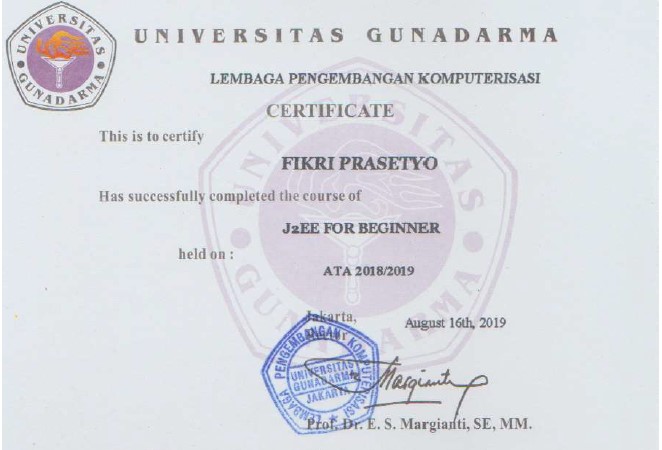 UNIVERSITAS GUNADARMA
UNIVERSITAS GUNADARMA
LEMBAGA PENGEMBANGAN KOMPUTERISASI
CERTIFICATE
This is to certify
FIKRI PRASETYO
Has successfully completed the course of
J2EE FOR BEGINNER
held on :
ATA 2018/2019
UNIVERSITAS GUNADARMA
Jakarta, August 16th, 2019
Rector
LEMBAGA PENGEMBANGAN KOMPUTERISASI
UNIVERSITAS
GUNADARMA
JAKARTA
Margianti
Prof. Dr. E. S. Margianti, SE, MM.